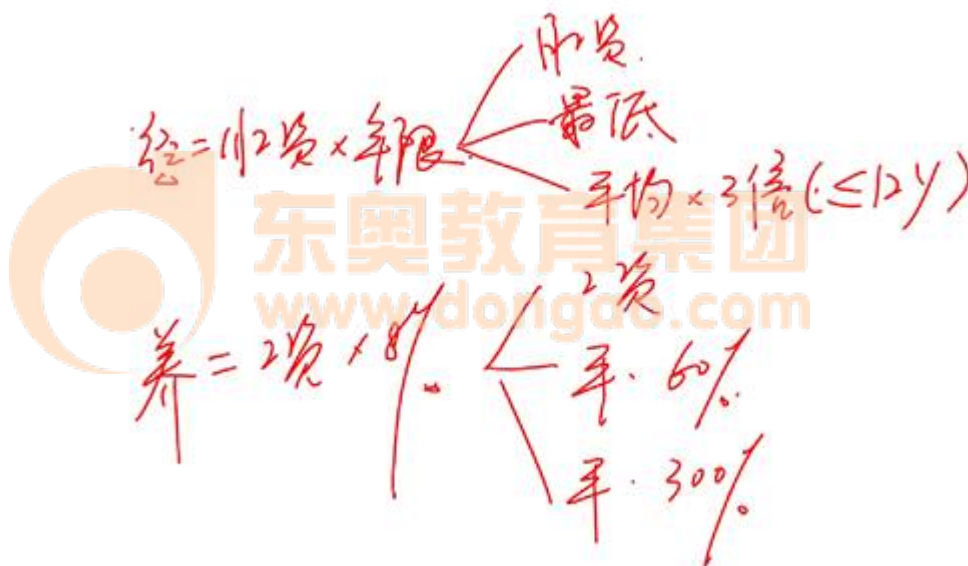 月工资
最低
经=月工资×年限
平均×3倍(≤12y)
东奥教育集团
www.dongao.com
工资
养=工资×8%
平·60%
平·300%